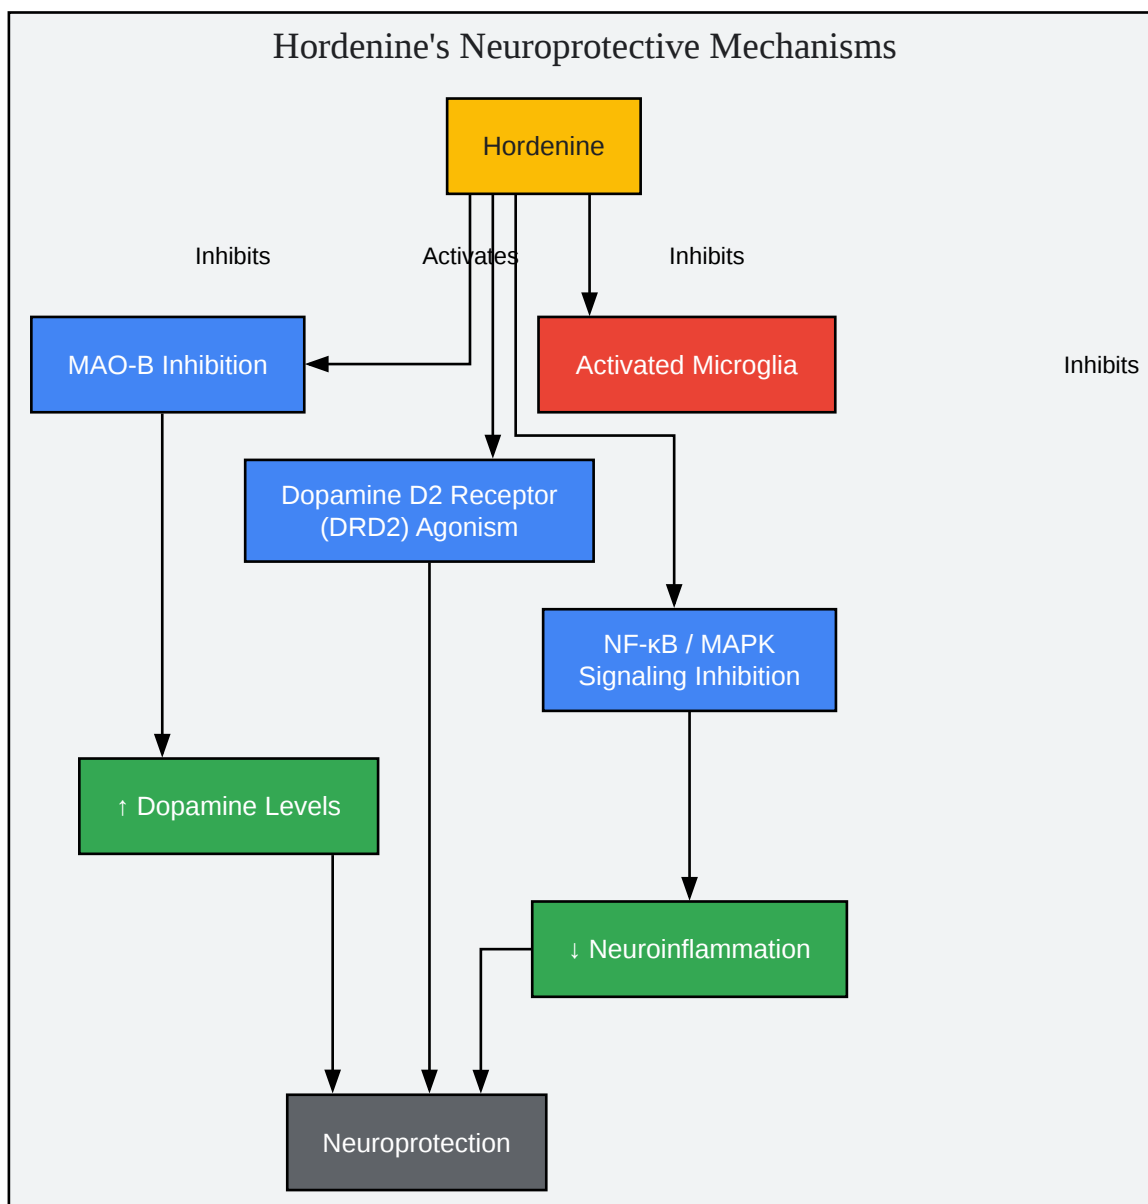 Hordenine's Neuroprotective Mechanisms
Hordenine
Inhibits
Activates
Inhibits
MAO-B Inhibition
Activated Microglia
Inhibits
Dopamine D2 Receptor
(DRD2) Agonism
NF-κB / MAPK
Signaling Inhibition
↑ Dopamine Levels
↓ Neuroinflammation
Neuroprotection